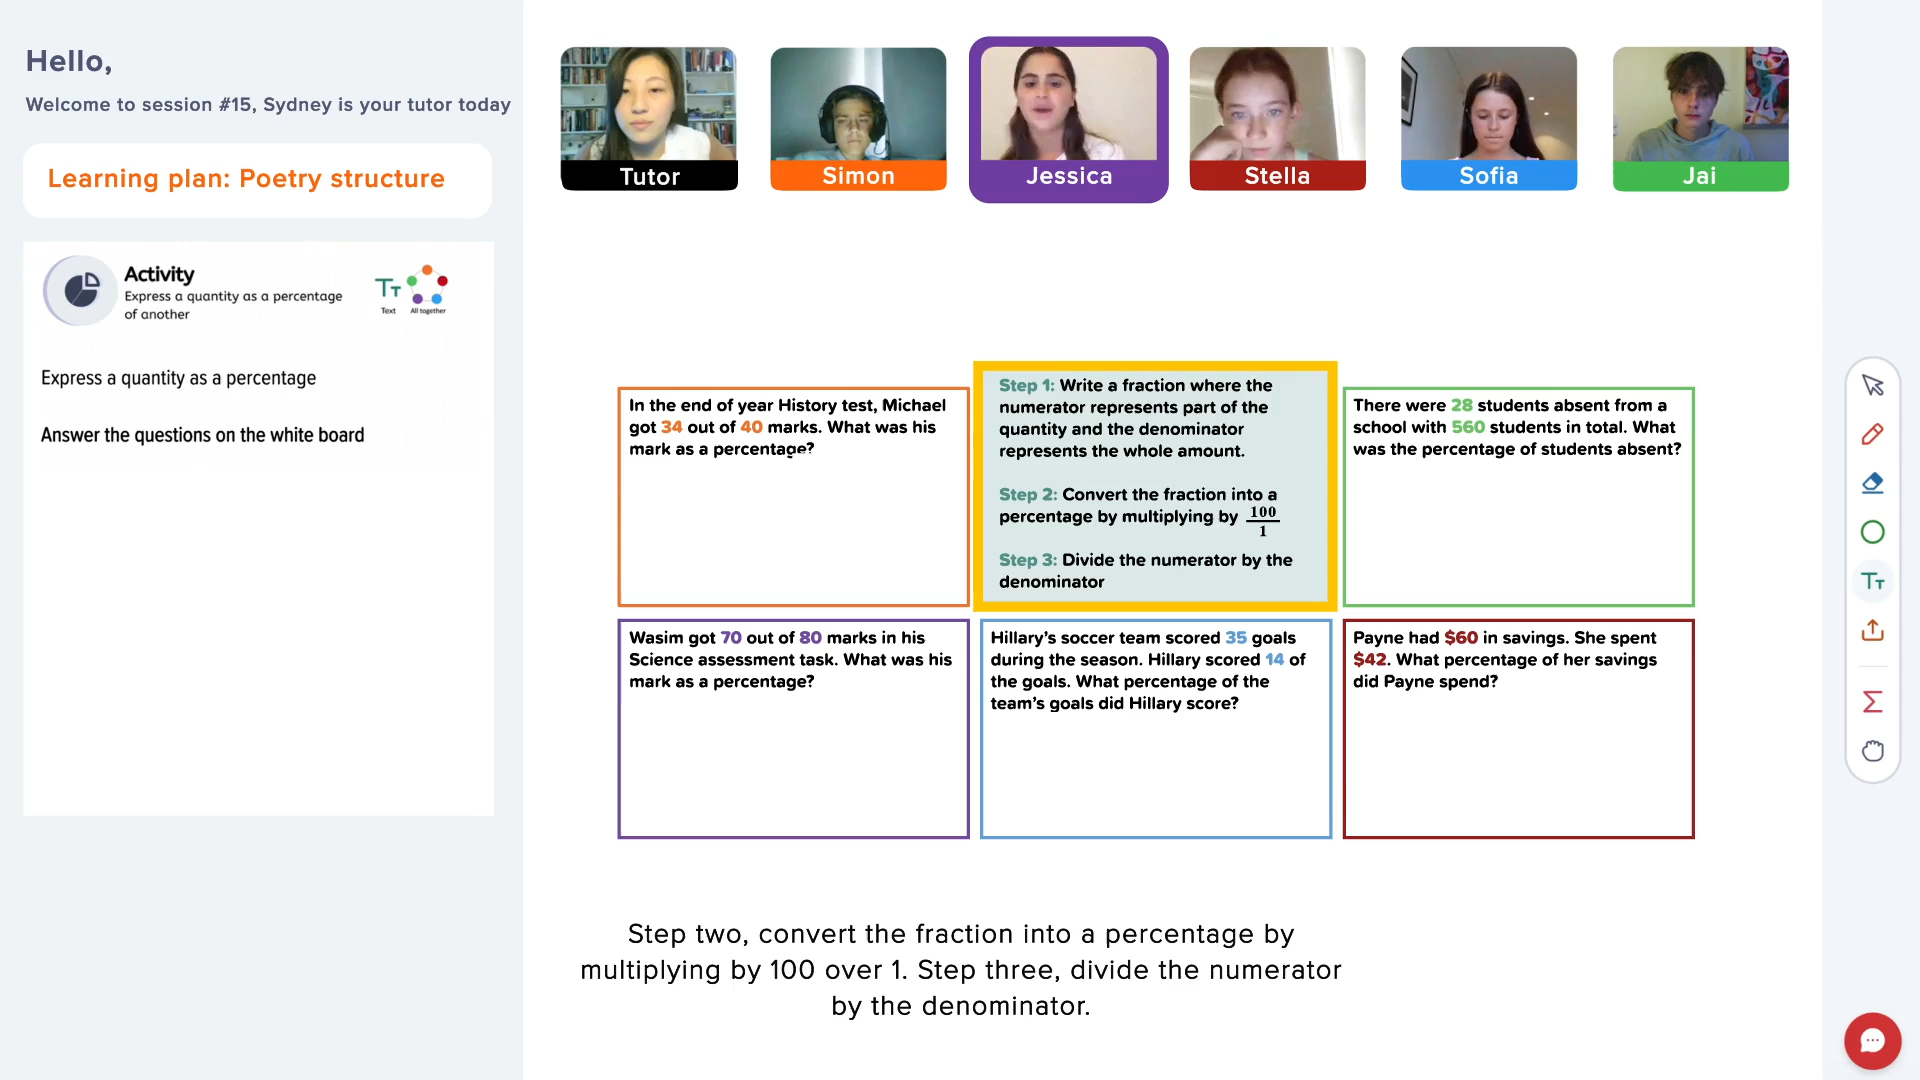 Hello,
Welcome to session #15, Sydney is your tutor today
Learning plan: Poetry structure
Activity
Express a quantity as a percentage
of another
Text
All together
Express a quantity as a percentage
Answer the questions on the white board
Tutor
Simon
Jessica
Stella
Sofia
Jai
In the end of year History test, Michael
got 34 out of 40 marks. What was his
mark as a percentage?
Step 1: Write a fraction where the
numerator represents part of the
quantity and the denominator
represents the whole amount.
Step 2: Convert the fraction into a
percentage by multiplying by 100/1
Step 3: Divide the numerator by the
denominator
There were 28 students absent from a
school with 560 students in total. What
was the percentage of students absent?
Wasim got 70 out of 80 marks in his
Science assessment task. What was his
mark as a percentage?
Hillary's soccer team scored 35 goals
during the season. Hillary scored 14 of
the goals. What percentage of the
team's goals did Hillary score?
Payne had $60 in savings. She spent
$42. What percentage of her savings
did Payne spend?
Step two, convert the fraction into a percentage by
multiplying by 100 over 1. Step three, divide the numerator
by the denominator.